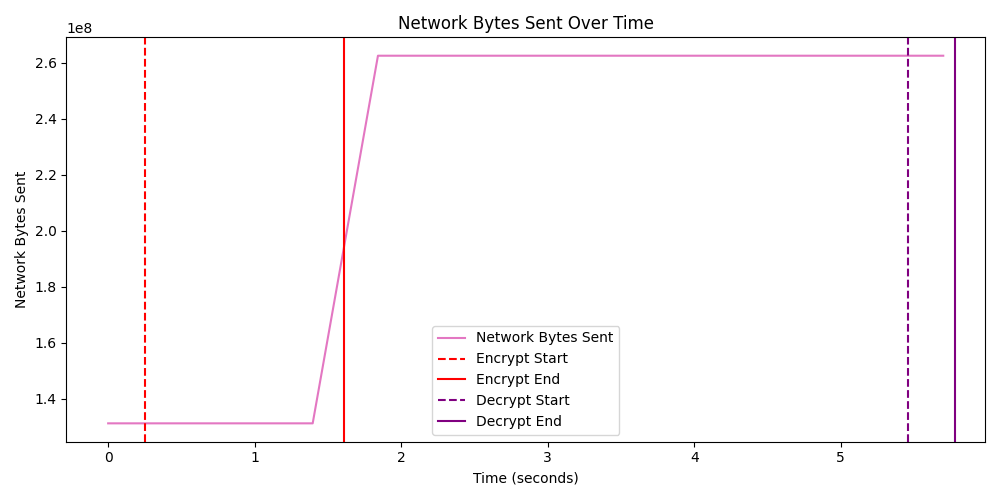 Network Bytes Sent Over Time
1e8
2.6
2.4
2.2
2.0
1.8
1.6
1.4
Network Bytes Sent
Network Bytes Sent
Encrypt Start
Encrypt End
Decrypt Start
Decrypt End
0 1 2 3 4 5
Time (seconds)